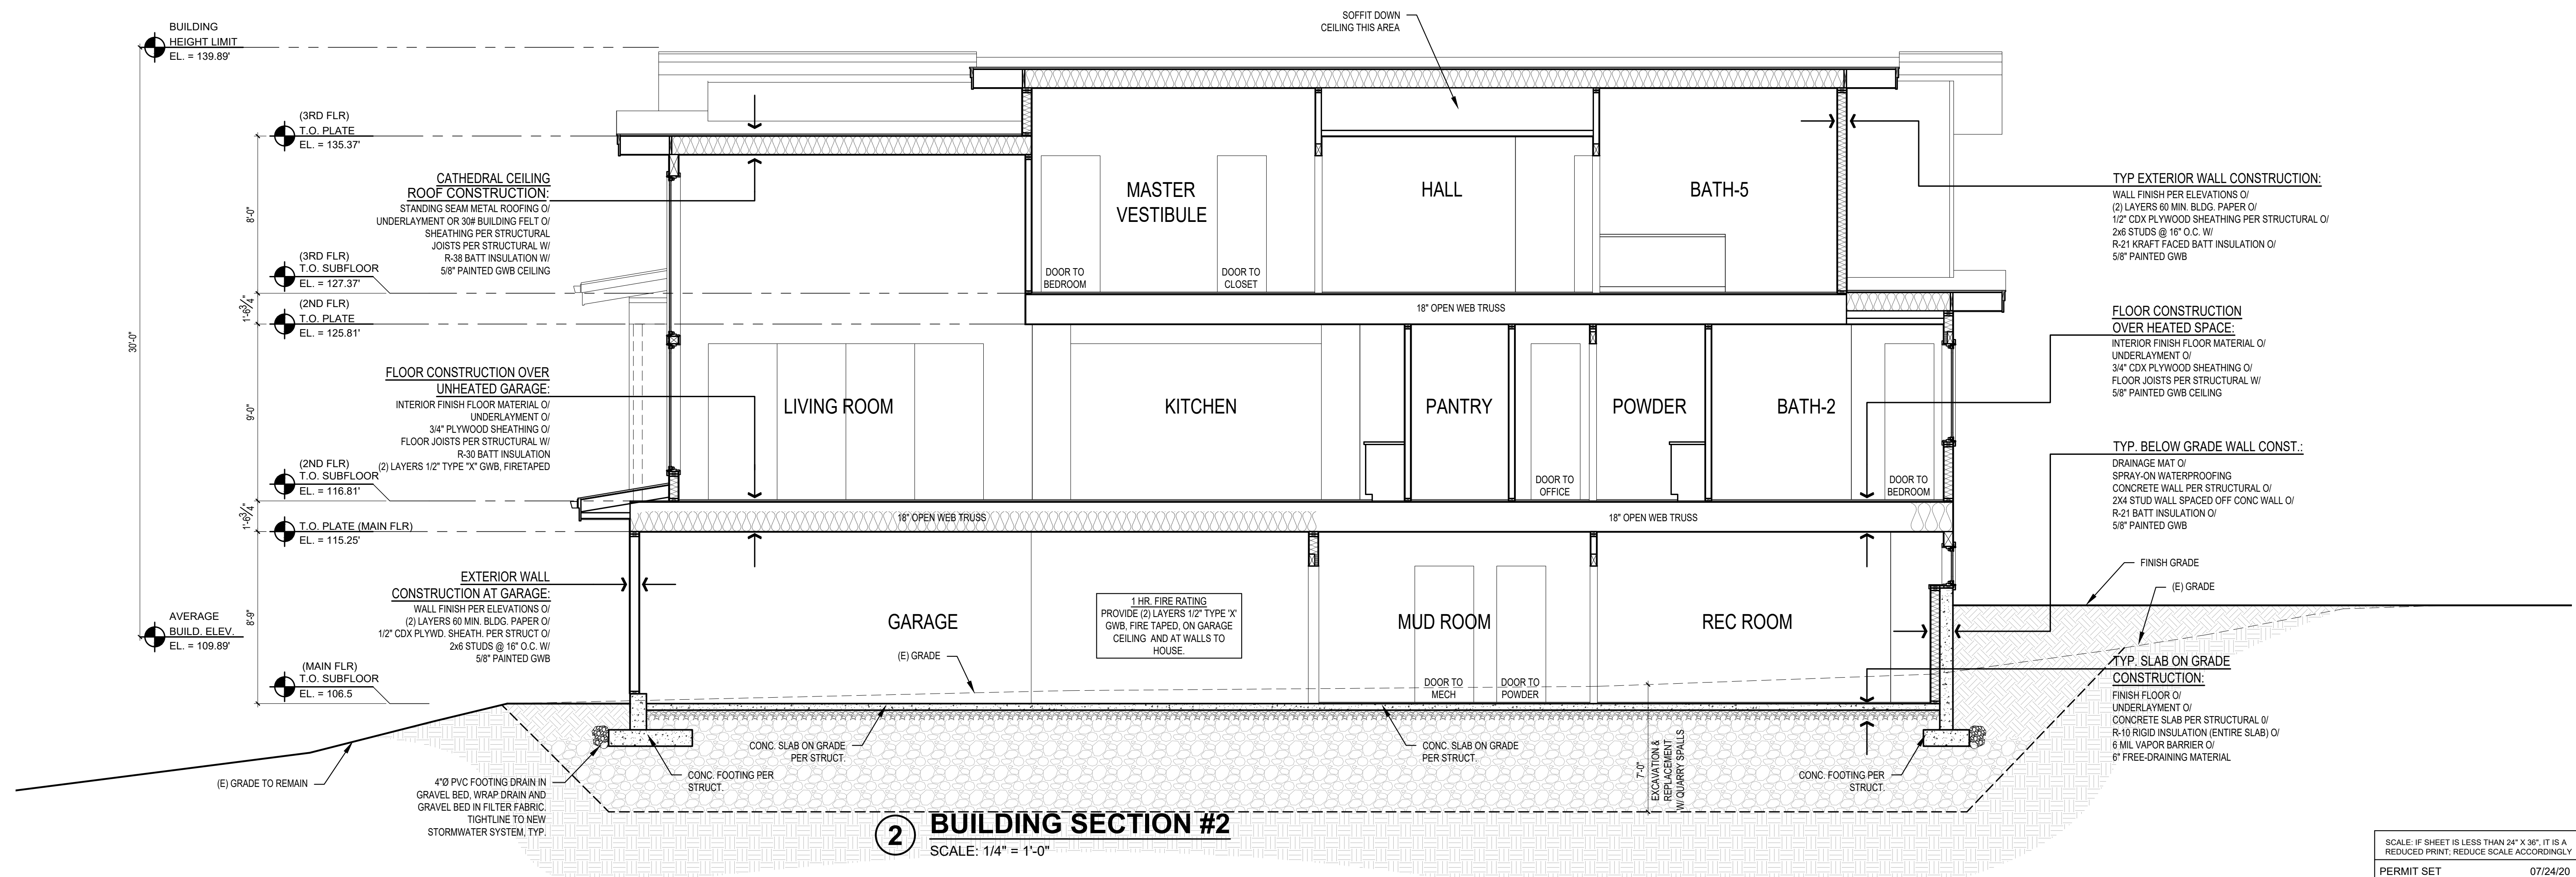 BUILDING
HEIGHT LIMIT
EL. = 139.89'
(3RD FLR)
T.O. PLATE
EL. = 135.37'
8'-0"
(3RD FLR)
T.O. SUBFLOOR
EL. = 127.37'
1'-6 3/4"
(2ND FLR)
T.O. PLATE
EL. = 125.81'
30'-0"
9'-0"
(2ND FLR)
T.O. SUBFLOOR
EL. = 116.81'
1'-6 3/4"
T.O. PLATE (MAIN FLR)
EL. = 115.25'
8'-9"
AVERAGE
BUILD. ELEV.
EL. = 109.89'
(MAIN FLR)
T.O. SUBFLOOR
EL. = 106.5
CATHEDRAL CEILING
ROOF CONSTRUCTION:
STANDING SEAM METAL ROOFING O/
UNDERLAYMENT OR 30# BUILDING FELT O/
SHEATHING PER STRUCTURAL
JOISTS PER STRUCTURAL W/
R-38 BATT INSULATION W/
5/8" PAINTED GWB CEILING
FLOOR CONSTRUCTION OVER
UNHEATED GARAGE:
INTERIOR FINISH FLOOR MATERIAL O/
UNDERLAYMENT O/
3/4" PLYWOOD SHEATHING O/
FLOOR JOISTS PER STRUCTURAL W/
R-30 BATT INSULATION
(2) LAYERS 1/2" TYPE "X" GWB, FIRETAPED
EXTERIOR WALL
CONSTRUCTION AT GARAGE:
WALL FINISH PER ELEVATIONS O/
(2) LAYERS 60 MIN. BLDG. PAPER O/
1/2" CDX PLYWD. SHEATH. PER STRUCT O/
2x6 STUDS @ 16" O.C. W/
5/8" PAINTED GWB
(E) GRADE TO REMAIN
4"Ø PVC FOOTING DRAIN IN
GRAVEL BED, WRAP DRAIN AND
GRAVEL BED IN FILTER FABRIC.
TIGHTLINE TO NEW
STORMWATER SYSTEM, TYP.
SOFFIT DOWN
CEILING THIS AREA
MASTER
VESTIBULE
HALL
BATH-5
DOOR TO
BEDROOM
DOOR TO
CLOSET
18" OPEN WEB TRUSS
LIVING ROOM
KITCHEN
PANTRY
POWDER
BATH-2
DOOR TO
OFFICE
DOOR TO
BEDROOM
18" OPEN WEB TRUSS
18" OPEN WEB TRUSS
GARAGE
1 HR. FIRE RATING
PROVIDE (2) LAYERS 1/2" TYPE 'X'
GWB, FIRE TAPED, ON GARAGE
CEILING AND AT WALLS TO
HOUSE.
MUD ROOM
REC ROOM
(E) GRADE
DOOR TO
MECH
DOOR TO
POWDER
CONC. SLAB ON GRADE
PER STRUCT.
CONC. FOOTING PER
STRUCT.
CONC. SLAB ON GRADE
PER STRUCT.
7'-0"
EXCAVATION &
REPLACEMENT
W/ QUARRY SPALLS
CONC. FOOTING PER
STRUCT.
TYP EXTERIOR WALL CONSTRUCTION:
WALL FINISH PER ELEVATIONS O/
(2) LAYERS 60 MIN. BLDG. PAPER O/
1/2" CDX PLYWOOD SHEATHING PER STRUCTURAL O/
2x6 STUDS @ 16" O.C. W/
R-21 KRAFT FACED BATT INSULATION O/
5/8" PAINTED GWB
FLOOR CONSTRUCTION
OVER HEATED SPACE:
INTERIOR FINISH FLOOR MATERIAL O/
UNDERLAYMENT O/
3/4" CDX PLYWOOD SHEATHING O/
FLOOR JOISTS PER STRUCTURAL W/
5/8" PAINTED GWB CEILING
TYP. BELOW GRADE WALL CONST.:
DRAINAGE MAT O/
SPRAY-ON WATERPROOFING
CONCRETE WALL PER STRUCTURAL O/
2X4 STUD WALL SPACED OFF CONC WALL O/
R-21 BATT INSULATION O/
5/8" PAINTED GWB
FINISH GRADE
(E) GRADE
TYP. SLAB ON GRADE
CONSTRUCTION:
FINISH FLOOR O/
UNDERLAYMENT O/
CONCRETE SLAB PER STRUCTURAL 0/
R-10 RIGID INSULATION (ENTIRE SLAB) O/
6 MIL VAPOR BARRIER O/
6" FREE-DRAINING MATERIAL
2 BUILDING SECTION #2
SCALE: 1/4" = 1'-0"
SCALE: IF SHEET IS LESS THAN 24" X 36", IT IS A
REDUCED PRINT; REDUCE SCALE ACCORDINGLY
PERMIT SET 07/24/20